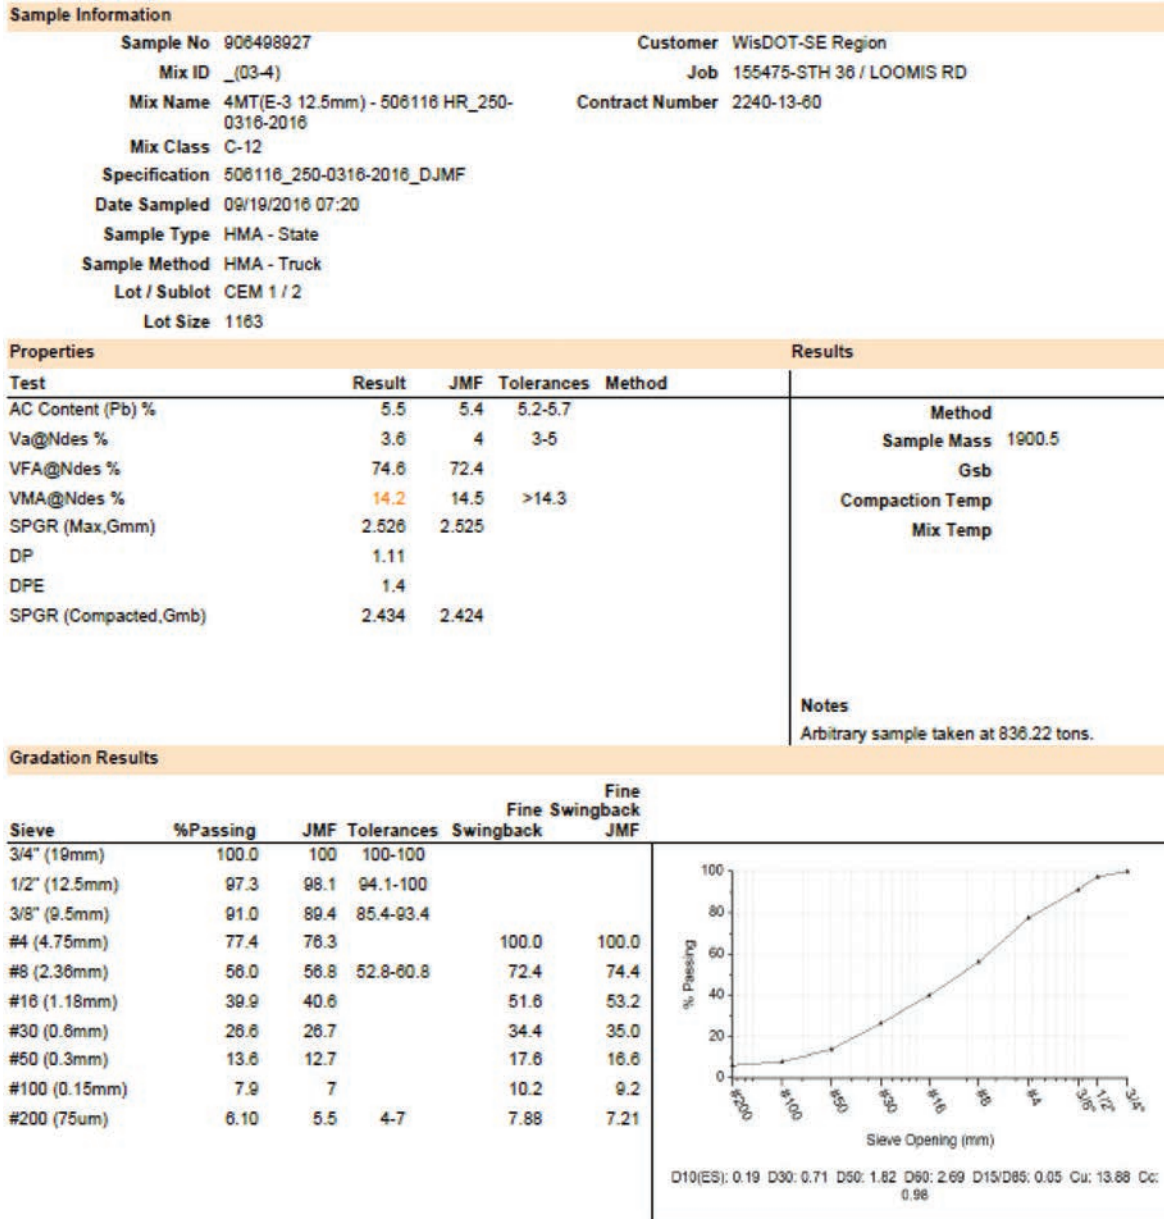 Sample Information
Sample No 906498927
Customer WisDOT-SE Region
Mix ID _(03-4)
Job 155475-STH 36 / LOOMIS RD
Mix Name 4MT(E-3 12.5mm) - 506116 HR_250-
0316-2016
Contract Number 2240-13-60
Mix Class C-12
Specification 506116_250-0316-2016_DJMF
Date Sampled 09/19/2016 07:20
Sample Type HMA - State
Sample Method HMA - Truck
Lot / Sublot CEM 1 / 2
Lot Size 1163
Properties
Test Result JMF Tolerances Method
AC Content (Pb) % 5.5 5.4 5.2-5.7
Va@Ndes % 3.6 4 3-5
VFA@Ndes % 74.6 72.4
VMA@Ndes % 14.2 14.5 >14.3
SPGR (Max,Gmm) 2.526 2.525
DP 1.11
DPE 1.4
SPGR (Compacted,Gmb) 2.434 2.424
Results
Method
Sample Mass 1900.5
Gsb
Compaction Temp
Mix Temp
Notes
Arbitrary sample taken at 836.22 tons.
Gradation Results
Fine
Fine Swingback
Sieve %Passing JMF Tolerances Swingback JMF
3/4" (19mm) 100.0 100 100-100
1/2" (12.5mm) 97.3 98.1 94.1-100
3/8" (9.5mm) 91.0 89.4 85.4-93.4
#4 (4.75mm) 77.4 76.3 100.0 100.0
#8 (2.36mm) 56.0 56.8 52.8-60.8 72.4 74.4
#16 (1.18mm) 39.9 40.6 51.6 53.2
#30 (0.6mm) 26.6 26.7 34.4 35.0
#50 (0.3mm) 13.6 12.7 17.6 16.6
#100 (0.15mm) 7.9 7 10.2 9.2
#200 (75um) 6.10 5.5 4-7 7.88 7.21
% Passing
100
80
60
40
20
0
#200 #100 #50 #30 #16 #8 #4 3/8" 1/2" 3/4"
Sieve Opening (mm)
D10(ES): 0.19 D30: 0.71 D50: 1.82 D60: 2.69 D15/D85: 0.05 Cu: 13.88 Cc:
0.98